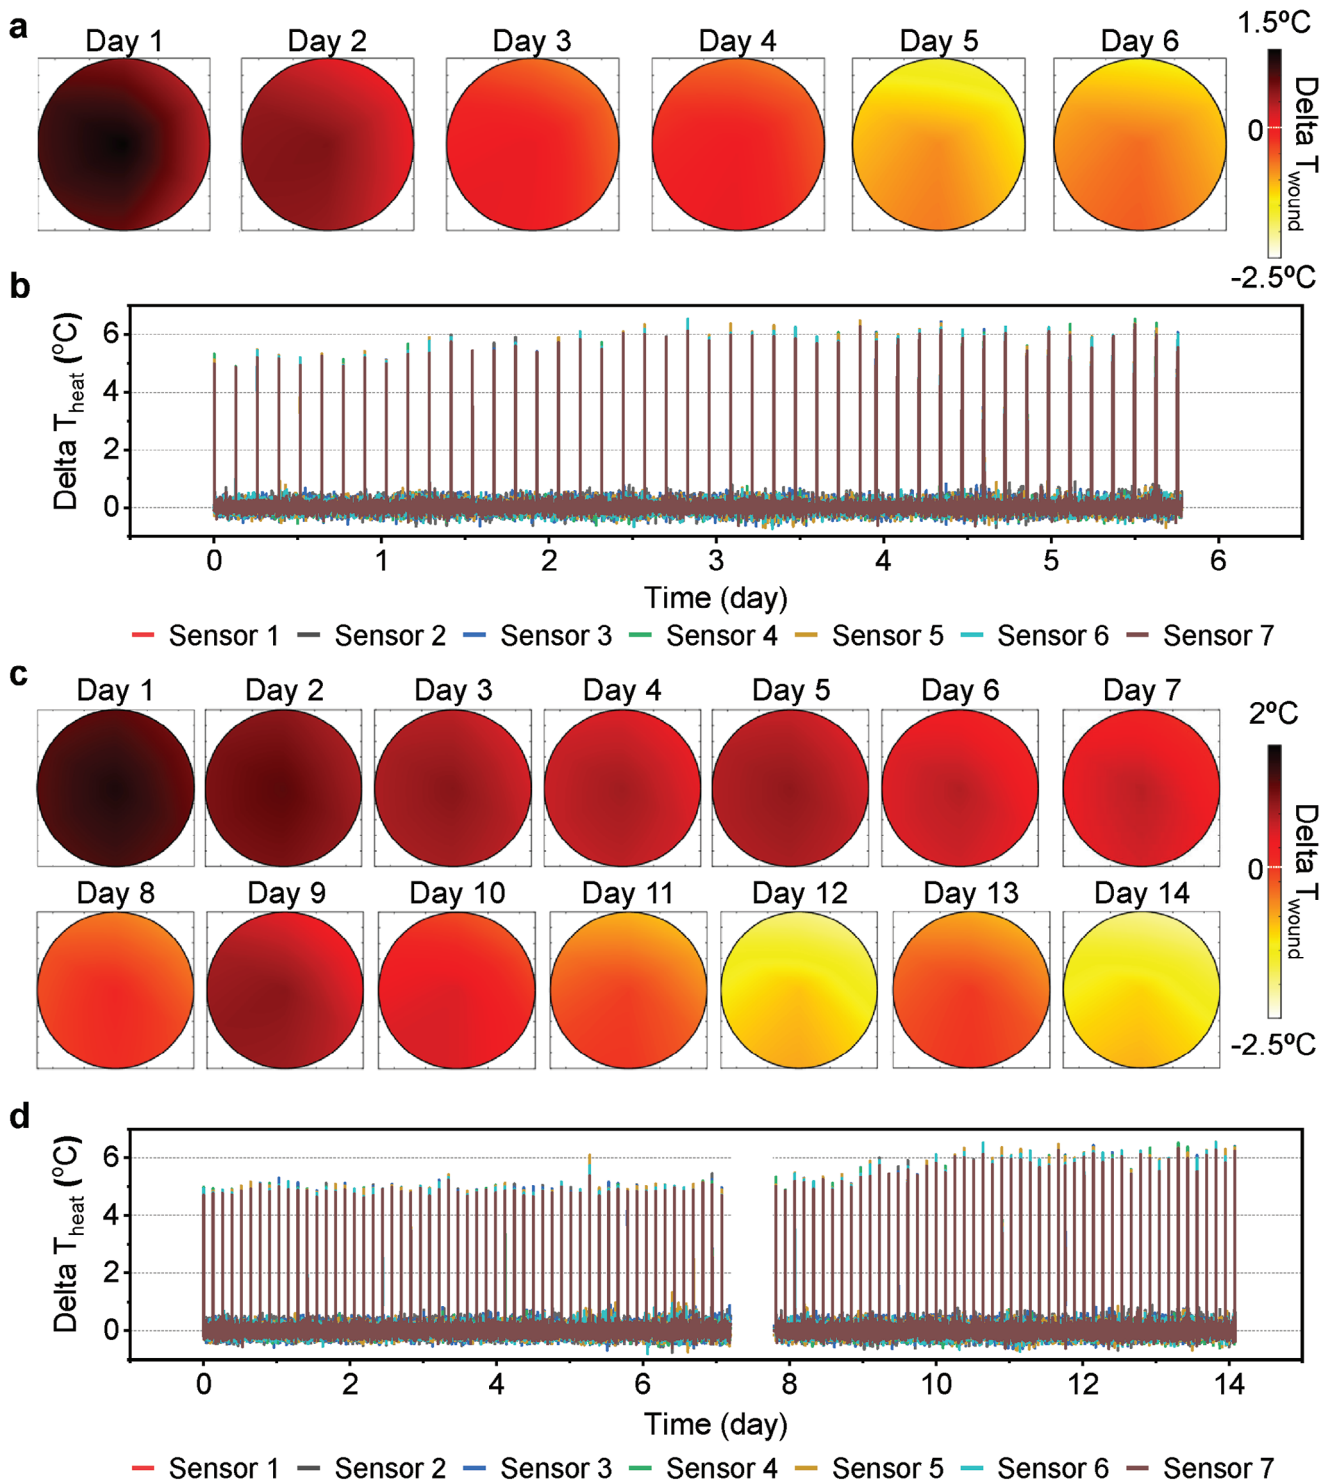 a
Day 1 Day 2 Day 3 Day 4 Day 5 Day 6
1.5ºC
0
-2.5ºC
Delta Twound
b
Delta Theat (ºC)
6
4
2
0
0 1 2 3 4 5 6
Time (day)
Sensor 1 Sensor 2 Sensor 3 Sensor 4 Sensor 5 Sensor 6 Sensor 7
c
Day 1 Day 2 Day 3 Day 4 Day 5 Day 6 Day 7
Day 8 Day 9 Day 10 Day 11 Day 12 Day 13 Day 14
2ºC
0
-2.5ºC
Delta Twound
d
Delta Theat (ºC)
6
4
2
0
0 2 4 6 8 10 12 14
Time (day)
Sensor 1 Sensor 2 Sensor 3 Sensor 4 Sensor 5 Sensor 6 Sensor 7